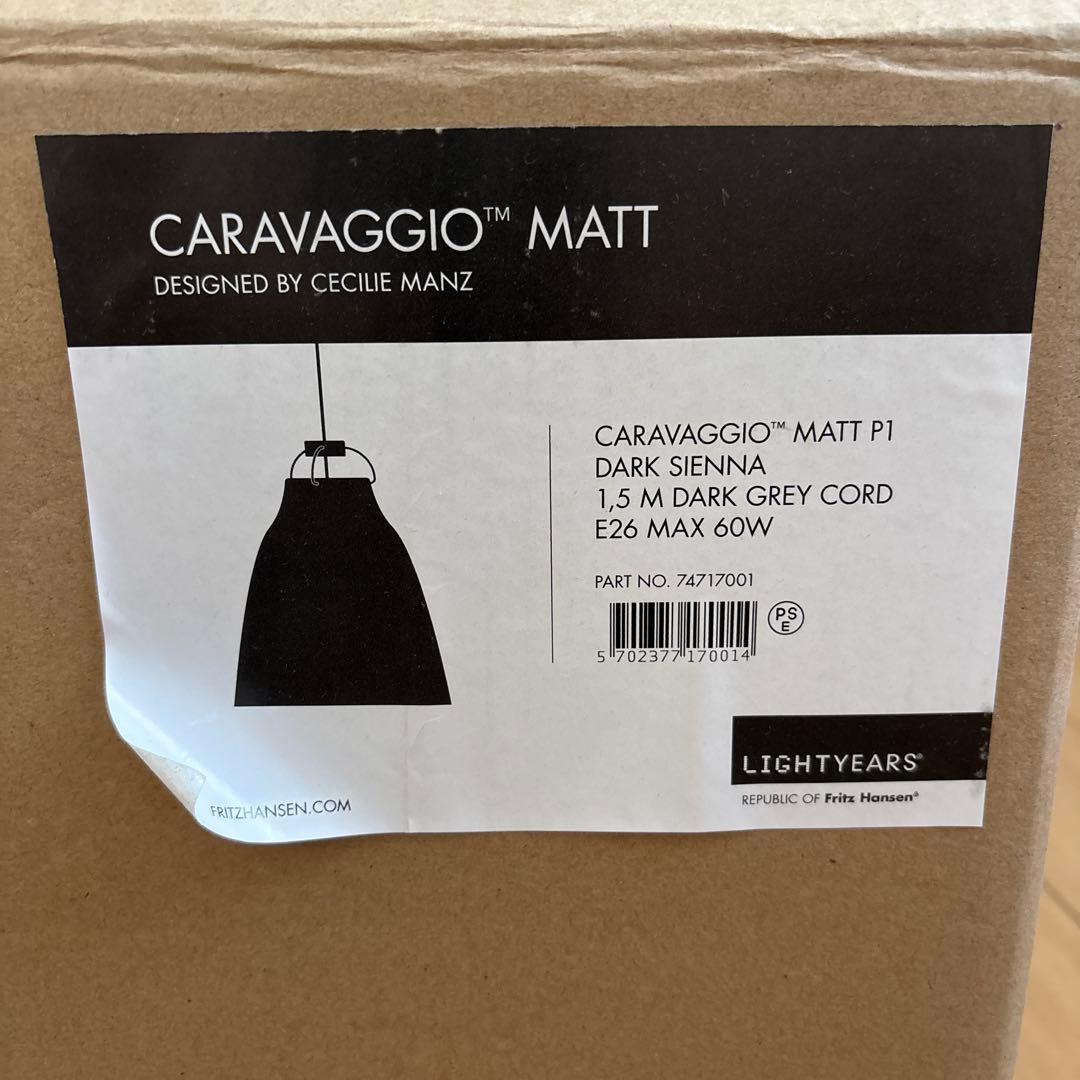 CARAVAGGIO™ MATT
DESIGNED BY CECILIE MANZ
CARAVAGGIO™ MATT P1
DARK SIENNA
1,5 M DARK GREY CORD
E26 MAX 60W
PART NO. 74717001
PS
E
5 702377 170014
LIGHTYEARS®
REPUBLIC OF Fritz Hansen®
FRITZHANSEN.COM